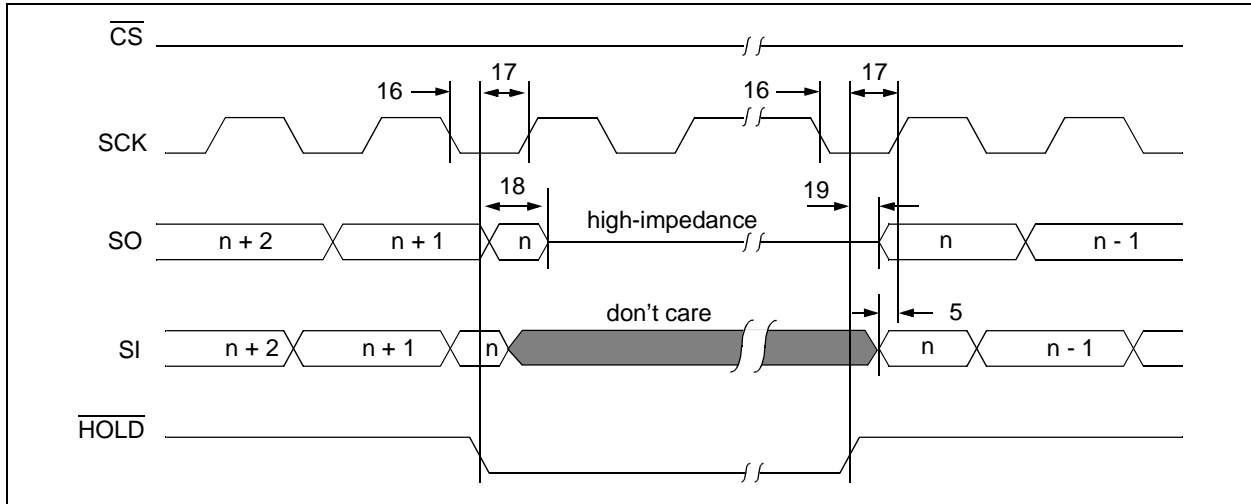 CS
16
17
16
17
SCK
18
19
high-impedance
SO
n + 2
n + 1
n
n
n - 1
don't care
5
SI
n + 2
n + 1
n
n
n - 1
HOLD